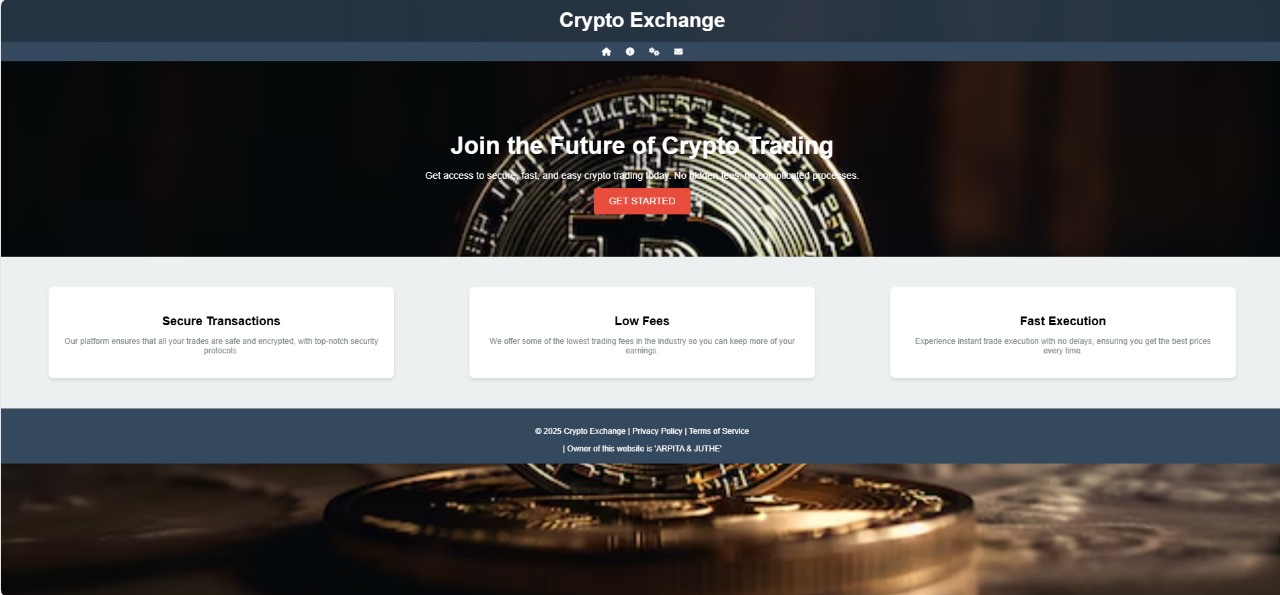 Crypto Exchange
Join the Future of Crypto Trading
Get access to secure, fast, and easy crypto trading today. No hidden fees, no complicated processes.
GET STARTED
Secure Transactions
Our platform ensures that all your trades are safe and encrypted, with top-notch security
protocols.
Low Fees
We offer some of the lowest trading fees in the industry so you can keep more of your
earnings.
Fast Execution
Experience instant trade execution with no delays, ensuring you get the best prices
every time.
© 2025 Crypto Exchange | Privacy Policy | Terms of Service
| Owner of this website is 'ARPITA & JUTHE'